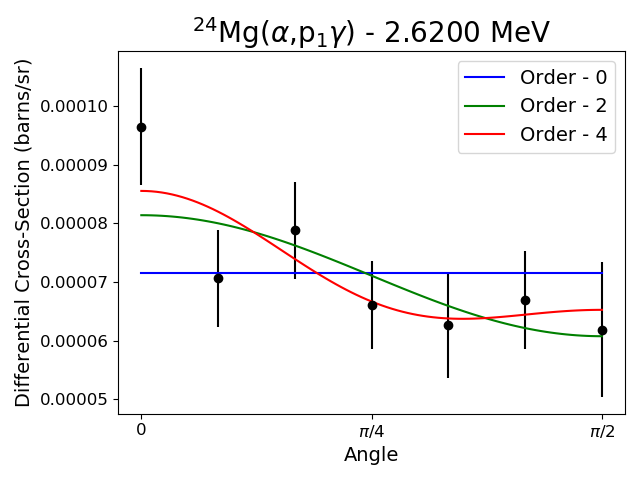 ²⁴Mg(α,p₁γ) - 2.6200 MeV
Differential Cross-Section (barns/sr)
0.00010
0.00009
0.00008
0.00007
0.00006
0.00005
Order - 0
Order - 2
Order - 4
0
π/4
π/2
Angle